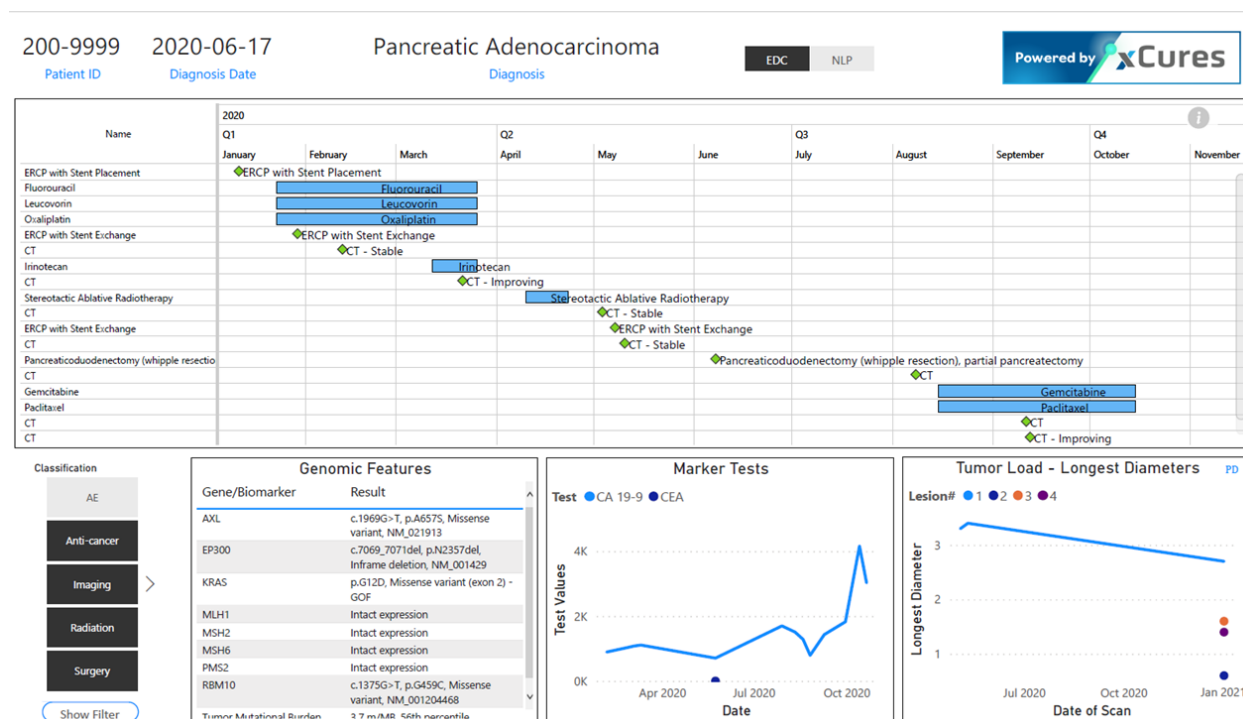 200-9999
2020-06-17
Pancreatic Adenocarcinoma
Patient ID
Diagnosis Date
Diagnosis
EDC
NLP
Powered by xCures
Name
2020
Q1
Q2
Q3
Q4
January
February
March
April
May
June
July
August
September
October
November
ERCP with Stent Placement
ERCP with Stent Placement
Fluorouracil
Fluorouracil
Leucovorin
Leucovorin
Oxaliplatin
Oxaliplatin
ERCP with Stent Exchange
ERCP with Stent Exchange
CT
CT - Stable
Irinotecan
Irinotecan
CT
CT - Improving
Stereotactic Ablative Radiotherapy
Stereotactic Ablative Radiotherapy
CT
CT - Stable
ERCP with Stent Exchange
ERCP with Stent Exchange
CT
CT - Stable
Pancreaticoduodenectomy (whipple resectio
Pancreaticoduodenectomy (whipple resection), partial pancreatectomy
CT
CT
Gemcitabine
Gemcitabine
Paclitaxel
Paclitaxel
CT
CT
CT
CT - Improving
Classification
AE
Anti-cancer
Imaging
Radiation
Surgery
Show Filter
Genomic Features
Gene/Biomarker Result
AXL c.1969G>T, p.A657S, Missense
variant, NM_021913
EP300 c.7069_7071del, p.N2357del,
Inframe deletion, NM_001429
KRAS p.G12D, Missense variant (exon 2) -
GOF
MLH1 Intact expression
MSH2 Intact expression
MSH6 Intact expression
PMS2 Intact expression
RBM10 c.1375G>T, p.G459C, Missense
variant, NM_001204468
Tumor Mutational Burden 3.7 m/MB, 56th percentile
Marker Tests
Test CA 19-9 CEA
Test Values
4K
2K
0K
Apr 2020 Jul 2020 Oct 2020
Date
Tumor Load - Longest Diameters PD
Lesion# 1 2 3 4
Longest Diameter
3
2
1
Jul 2020 Oct 2020 Jan 2021
Date of Scan